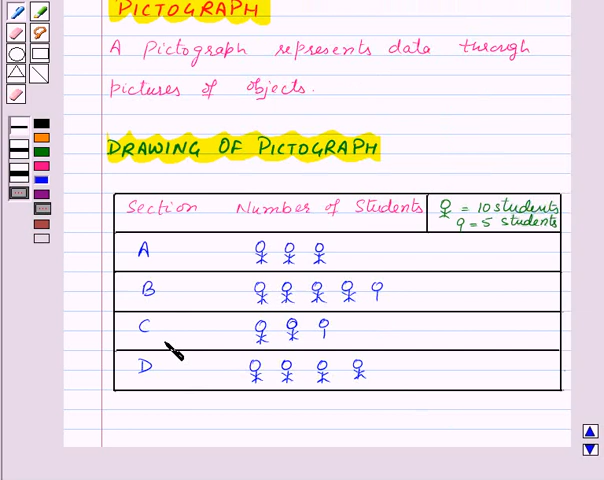 PICTOGRAPH
A Pictograph represents data through
pictures of objects.
DRAWING OF PICTOGRAPH
Section Number of Students = 10 students
= 5 students
A
B
C
D